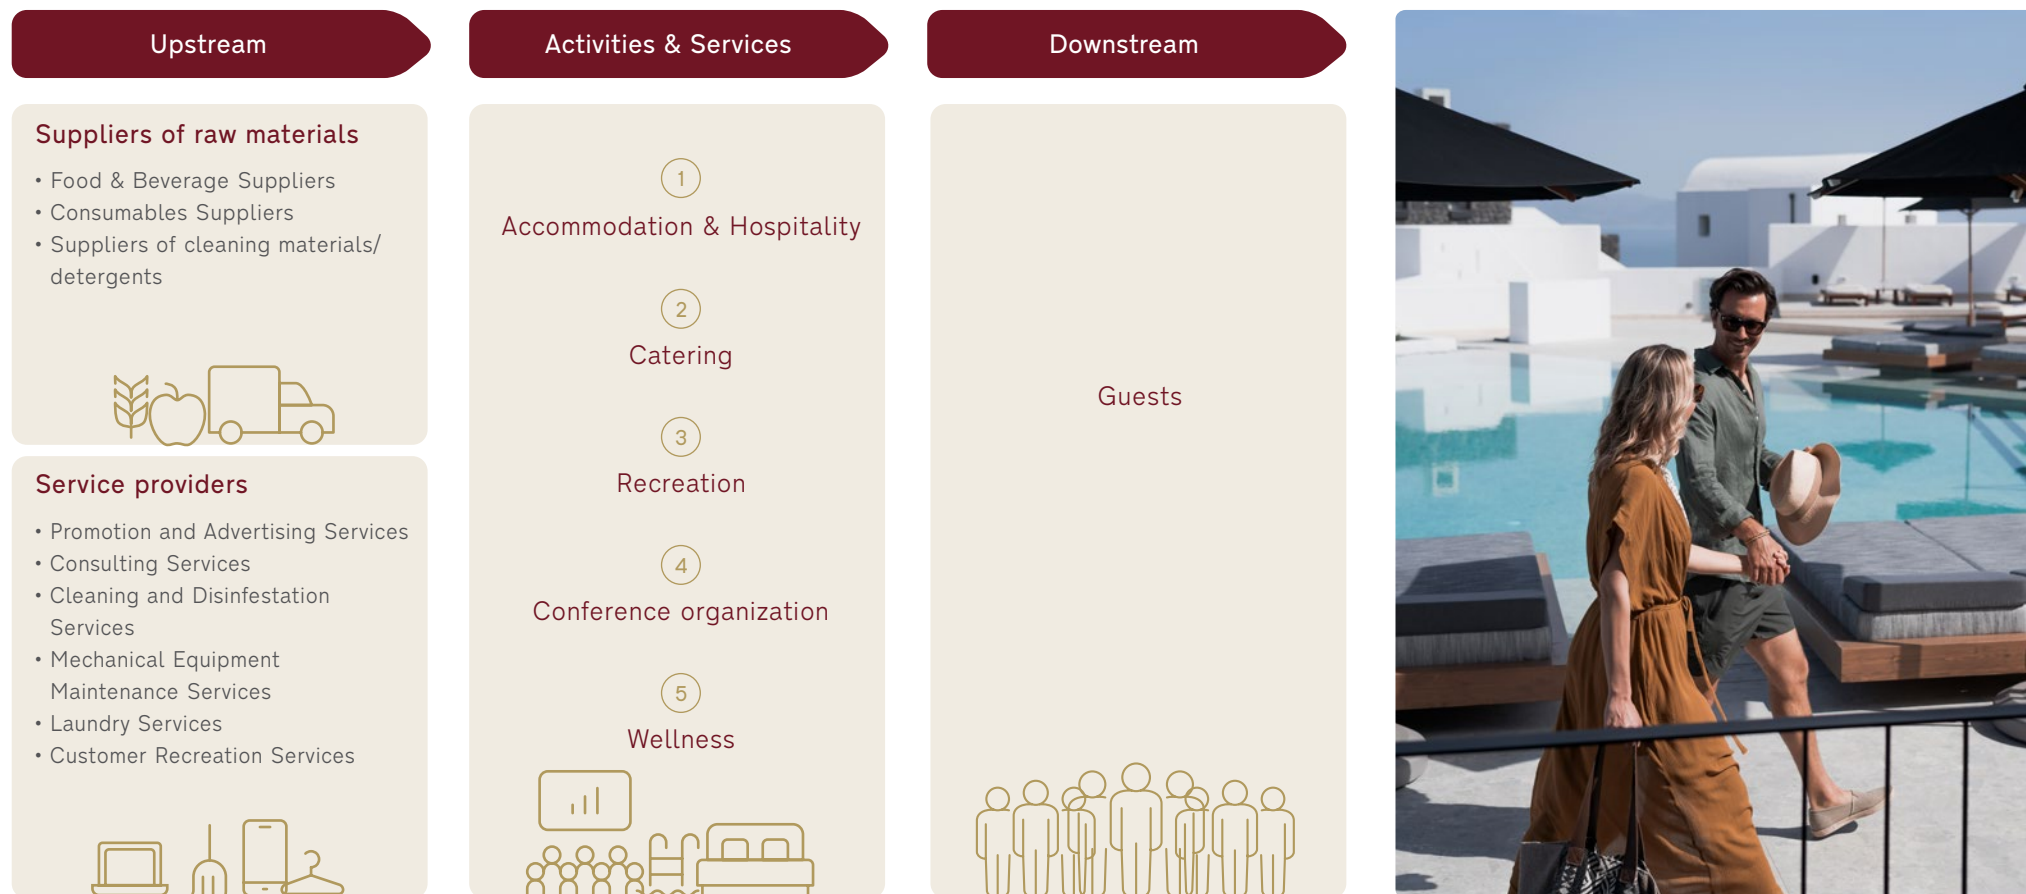 Upstream
Suppliers of raw materials
• Food & Beverage Suppliers
• Consumables Suppliers
• Suppliers of cleaning materials/
detergents
Service providers
• Promotion and Advertising Services
• Consulting Services
• Cleaning and Disinfestation
Services
• Mechanical Equipment
Maintenance Services
• Laundry Services
• Customer Recreation Services
Activities & Services
1
Accommodation & Hospitality
2
Catering
3
Recreation
4
Conference organization
5
Wellness
Downstream
Guests